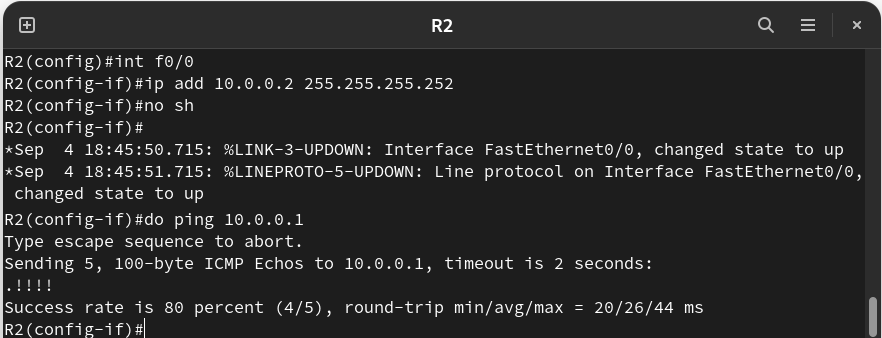 R2
R2(config)#int f0/0
R2(config-if)#ip add 10.0.0.2 255.255.255.252
R2(config-if)#no sh
R2(config-if)#
*Sep  4 18:45:50.715: %LINK-3-UPDOWN: Interface FastEthernet0/0, changed state to up
*Sep  4 18:45:51.715: %LINEPROTO-5-UPDOWN: Line protocol on Interface FastEthernet0/0,
 changed state to up
R2(config-if)#do ping 10.0.0.1
Type escape sequence to abort.
Sending 5, 100-byte ICMP Echos to 10.0.0.1, timeout is 2 seconds:
.!!!!
Success rate is 80 percent (4/5), round-trip min/avg/max = 20/26/44 ms
R2(config-if)#